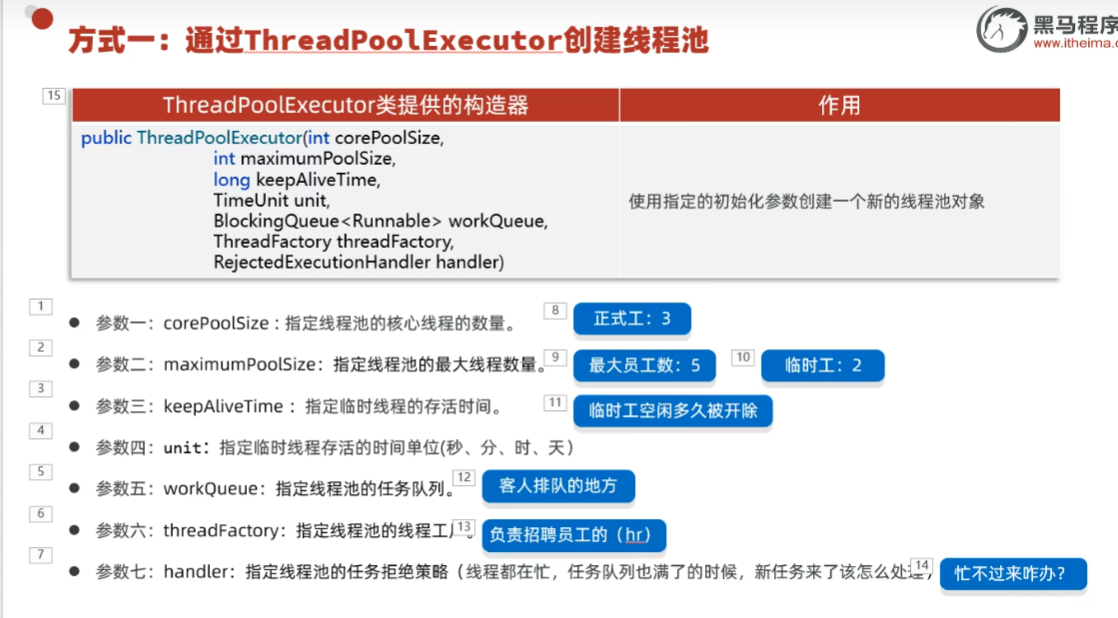 方式一：通过ThreadPoolExecutor创建线程池
黑马程序
www.itheima.c
15
ThreadPoolExecutor类提供的构造器 作用
public ThreadPoolExecutor(int corePoolSize,
int maximumPoolSize,
long keepAliveTime,
TimeUnit unit,
BlockingQueue<Runnable> workQueue,
ThreadFactory threadFactory,
RejectedExecutionHandler handler)
使用指定的初始化参数创建一个新的线程池对象
1
参数一：corePoolSize : 指定线程池的核心线程的数量。 8 正式工：3
2
参数二：maximumPoolSize：指定线程池的最大线程数量。 9 最大员工数：5 10 临时工：2
3
参数三：keepAliveTime ：指定临时线程的存活时间。 11 临时工空闲多久被开除
4
参数四：unit：指定临时线程存活的时间单位(秒、分、时、天）
5
参数五：workQueue：指定线程池的任务队列。 12 客人排队的地方
6
参数六：threadFactory：指定线程池的线程工 13 负责招聘员工的（hr）
7
参数七：handler：指定线程池的任务拒绝策略（线程都在忙，任务队列也满了的时候，新任务来了该怎么处 14 忙不过来咋办？